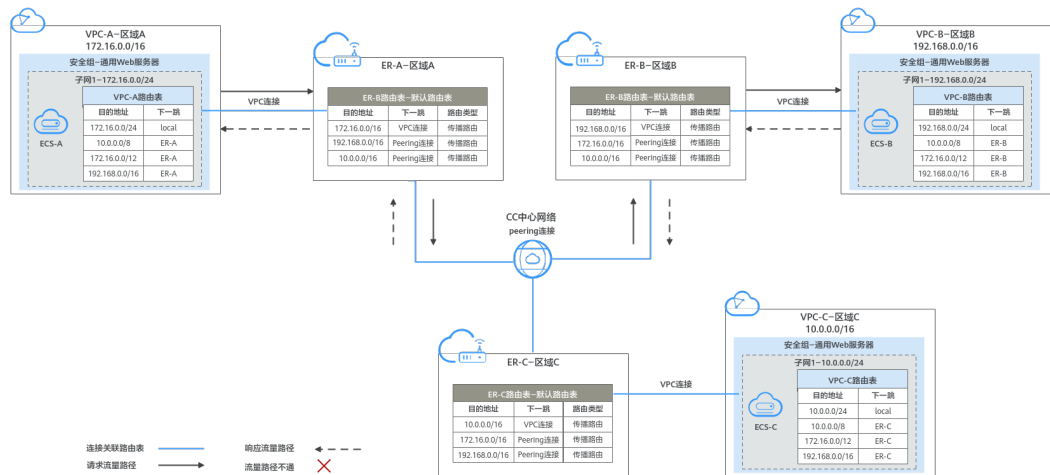 VPC-A-区域A
172.16.0.0/16
安全组-通用Web服务器
子网1-172.16.0.0/24
VPC-A路由表
目的地址 下一跳
172.16.0.0/24 local
10.0.0.0/8 ER-A
172.16.0.0/12 ER-A
192.168.0.0/16 ER-A
ECS-A
VPC连接
ER-A-区域A
ER-B路由表-默认路由表
目的地址 下一跳 路由类型
172.16.0.0/16 VPC连接 传播路由
192.168.0.0/16 Peering连接 传播路由
10.0.0.0/16 Peering连接 传播路由
ER-B-区域B
ER-B路由表-默认路由表
目的地址 下一跳 路由类型
192.168.0.0/16 VPC连接 传播路由
172.16.0.0/16 Peering连接 传播路由
10.0.0.0/16 Peering连接 传播路由
VPC连接
VPC-B-区域B
192.168.0.0/16
安全组-通用Web服务器
子网1-192.168.0.0/24
VPC-B路由表
目的地址 下一跳
192.168.0.0/24 local
10.0.0.0/8 ER-B
172.16.0.0/12 ER-B
192.168.0.0/16 ER-B
ECS-B
CC中心网络
peering连接
ER-C-区域C
ER-C路由表-默认路由表
目的地址 下一跳 路由类型
10.0.0.0/16 VPC连接 传播路由
172.16.0.0/16 Peering连接 传播路由
192.168.0.0/16 Peering连接 传播路由
VPC连接
VPC-C-区域C
10.0.0.0/16
安全组-通用Web服务器
子网1-10.0.0.0/24
VPC-C路由表
目的地址 下一跳
10.0.0.0/24 local
10.0.0.0/8 ER-C
172.16.0.0/12 ER-C
192.168.0.0/16 ER-C
ECS-C
连接关联路由表
响应流量路径
请求流量路径
流量路径不通